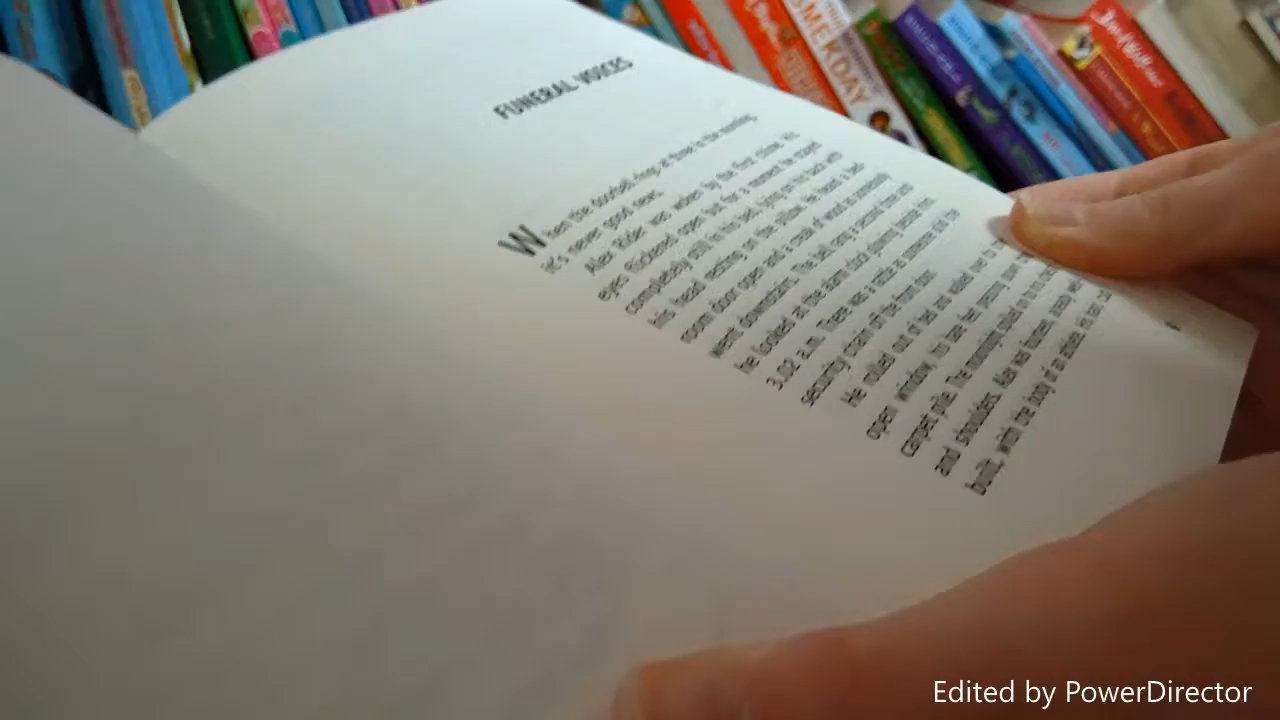 FUNERAL VOICES
When the doorbell rings at three in the morning,
it's never good news.
Alex Rider was woken by the first chime. His
eyes flickered open but for a moment he stayed
completely still in his bed, lying on his back with
his head resting on the pillow. He heard a bed-
room door open and a creak of wood as somebody
went downstairs. The bell rang a second time and
he looked at the alarm clock glowing beside him.
3.02 a.m. There was a rattle as someone slid the
security chain off the front door.
He rolled out of bed and walked over to
open window, his bare feet pressing down
carpet pile. The moonlight spilled on to his
and shoulders. Alex was fourteen, already well
built, with the body of an athlete. His hair, cut
SMEKDAY
Edited by PowerDirector